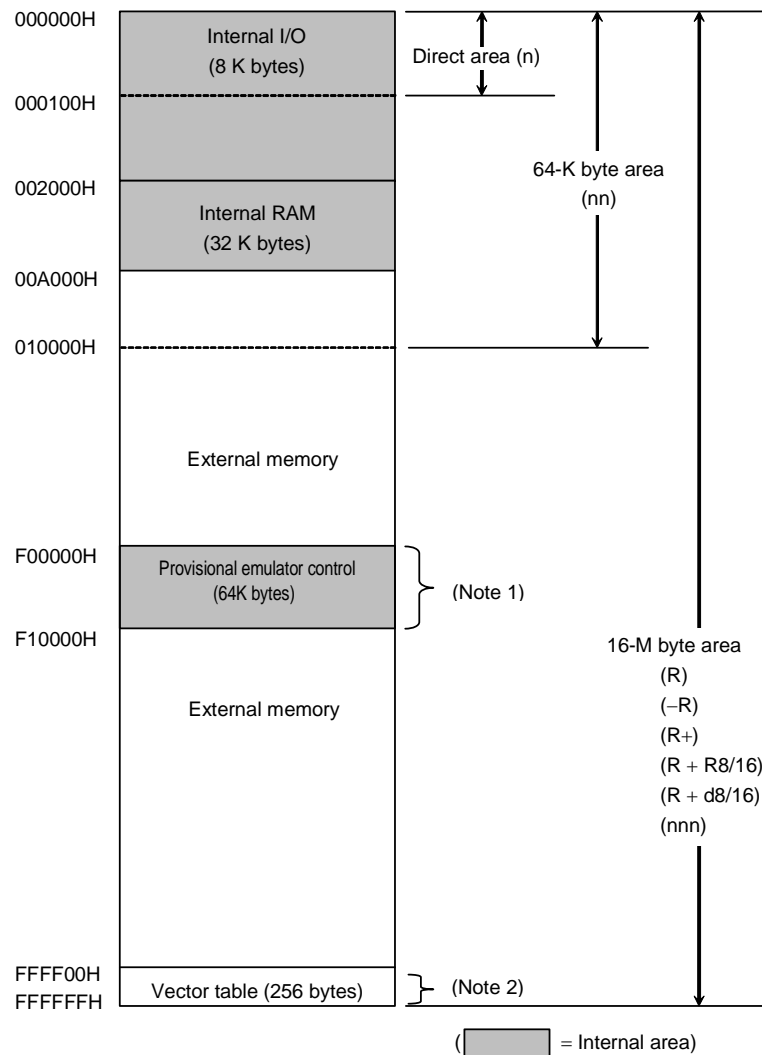 000000H
Internal I/O
(8 K bytes)
Direct area (n)
000100H
64-K byte area
(nn)
002000H
Internal RAM
(32 K bytes)
00A000H
010000H
External memory
F00000H
Provisional emulator control
(64K bytes)
(Note 1)
F10000H
16-M byte area
(R)
(−R)
(R+)
(R + R8/16)
(R + d8/16)
(nnn)
External memory
FFFF00H
Vector table (256 bytes)
(Note 2)
FFFFFFH
( = Internal area)